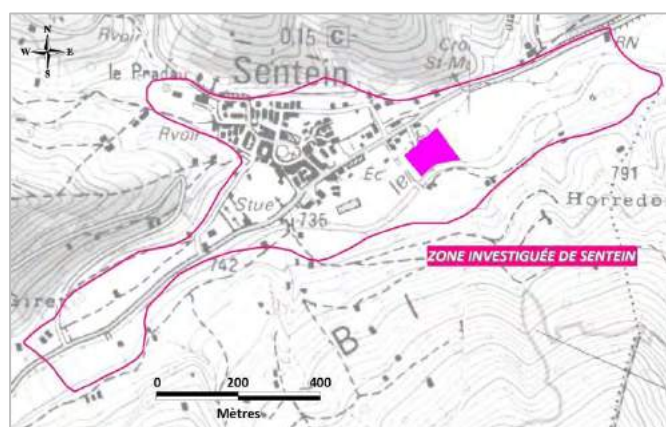 N
W E
S
Rvoir
0.15 C
le Pradau
Sentein
Cro
St-M
RN
Rvoir
Ec
le
Stue
735
791
Horredo
742
ZONE INVESTIGUÉE DE SENTEIN
Giret
B
I
0 200 400
Mètres